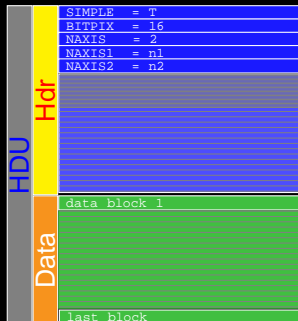 SIMPLE = T
BITPIX = 16
NAXIS = 2
NAXIS1 = n1
NAXIS2 = n2
HDU
Hdr
data block 1
Data
last block